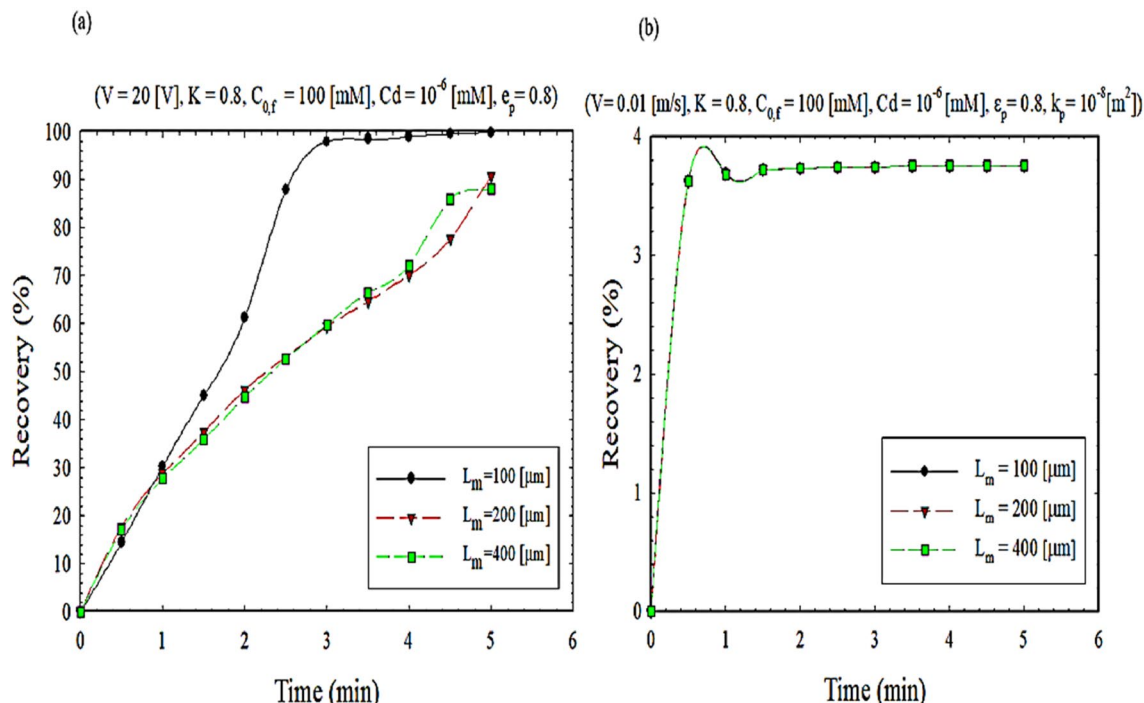 (a)
(V = 20 [V], K = 0.8, C0,f = 100 [mM], Cd = 10-6 [mM], ep = 0.8)
100
90
80
70
60
50
40
30
20
10
0
Recovery (%)
Lm=100 [μm]
Lm=200 [μm]
Lm=400 [μm]
0 1 2 3 4 5 6
Time (min)
(b)
(V= 0.01 [m/s], K = 0.8, C0,f = 100 [mM], Cd= 10-6 [mM], εp = 0.8, kp = 10-8[m2])
4
3
2
1
0
Recovery (%)
Lm = 100 [μm]
Lm = 200 [μm]
Lm = 400 [μm]
0 1 2 3 4 5 6
Time (min)